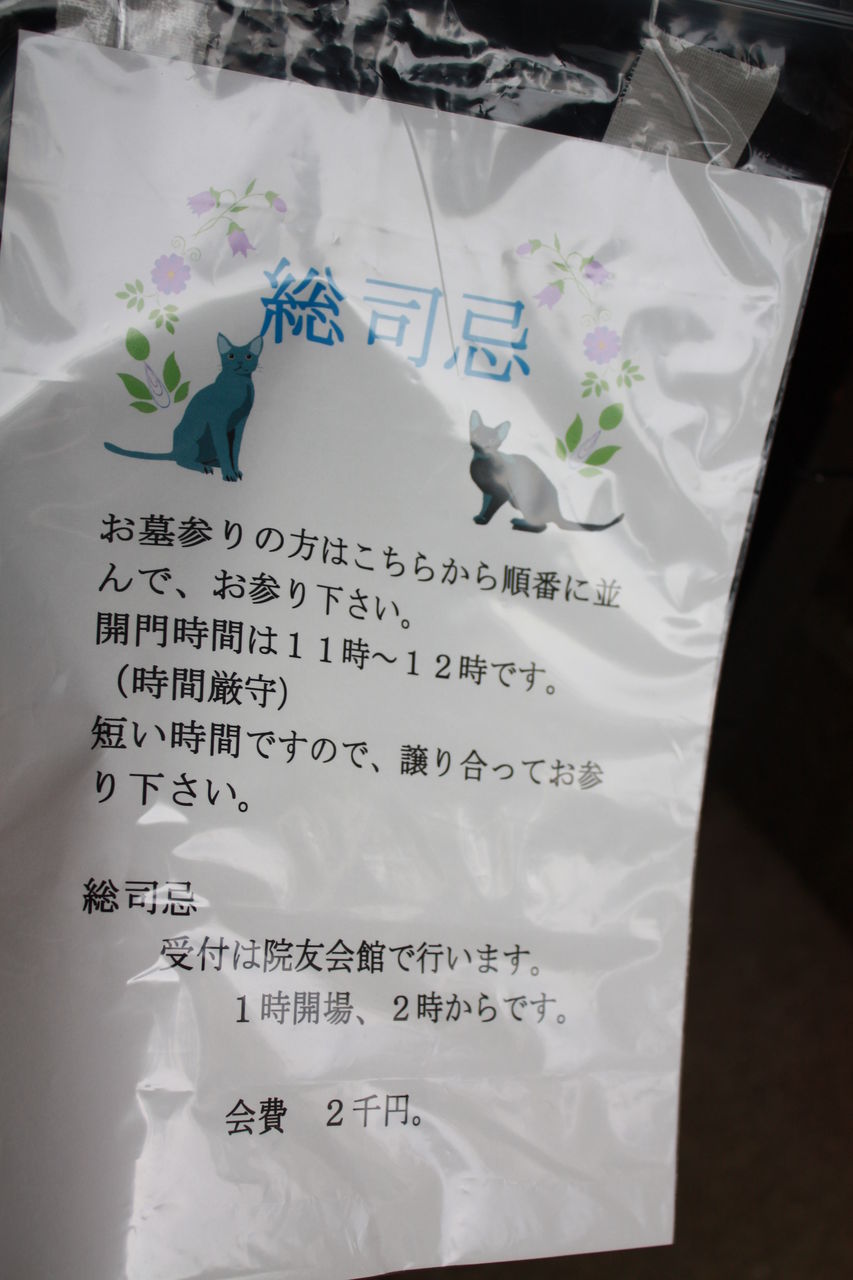 総司忌
お墓参りの方はこちらから順番に並
んで、お参り下さい。
開門時間は１１時～１２時です。
（時間厳守）
短い時間ですので、譲り合ってお参
り下さい。
総司忌
受付は院友会館で行います。
１時開場、２時からです。
会費　２千円。